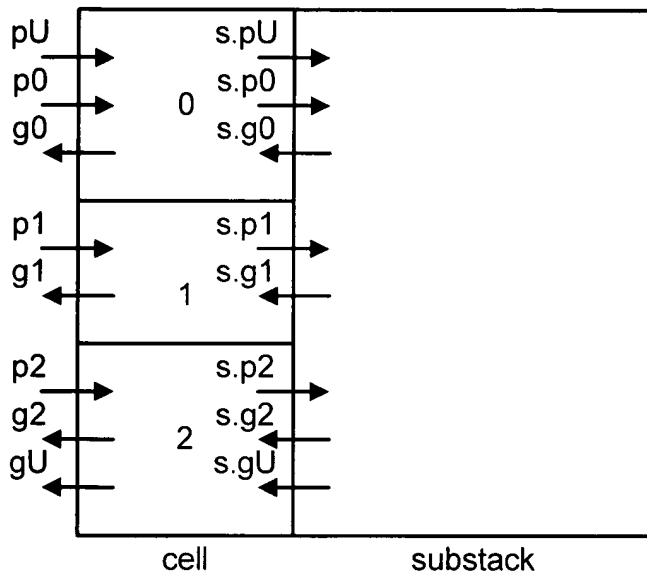 pU s.pU
p0 s.p0
0
g0 s.g0
p1 s.p1
g1 s.g1
1
p2 s.p2
g2 s.g2
2
gU s.gU
cell substack